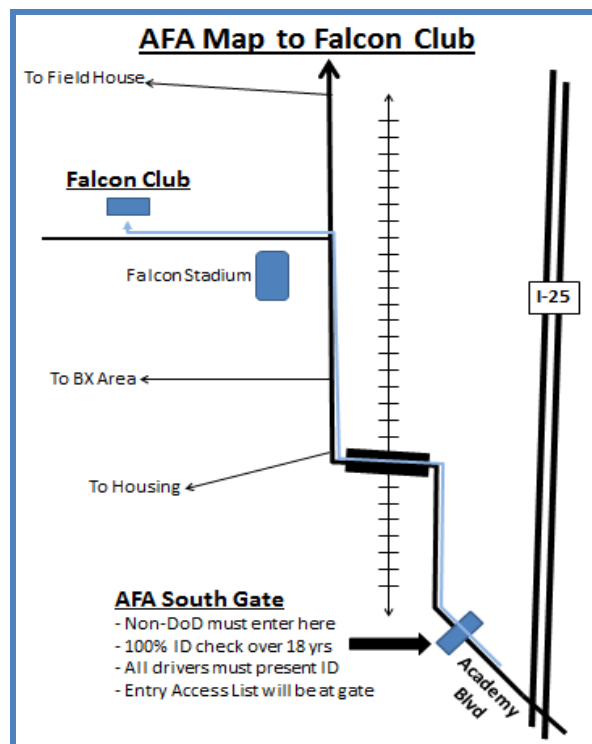 AFA Map to Falcon Club
To Field House
Falcon Club
Falcon Stadium
I-25
To BX Area
To Housing
AFA South Gate
- Non-DoD must enter here
- 100% ID check over 18 yrs
- All drivers must present ID
- Entry Access List will be at gate
Academy
Blvd